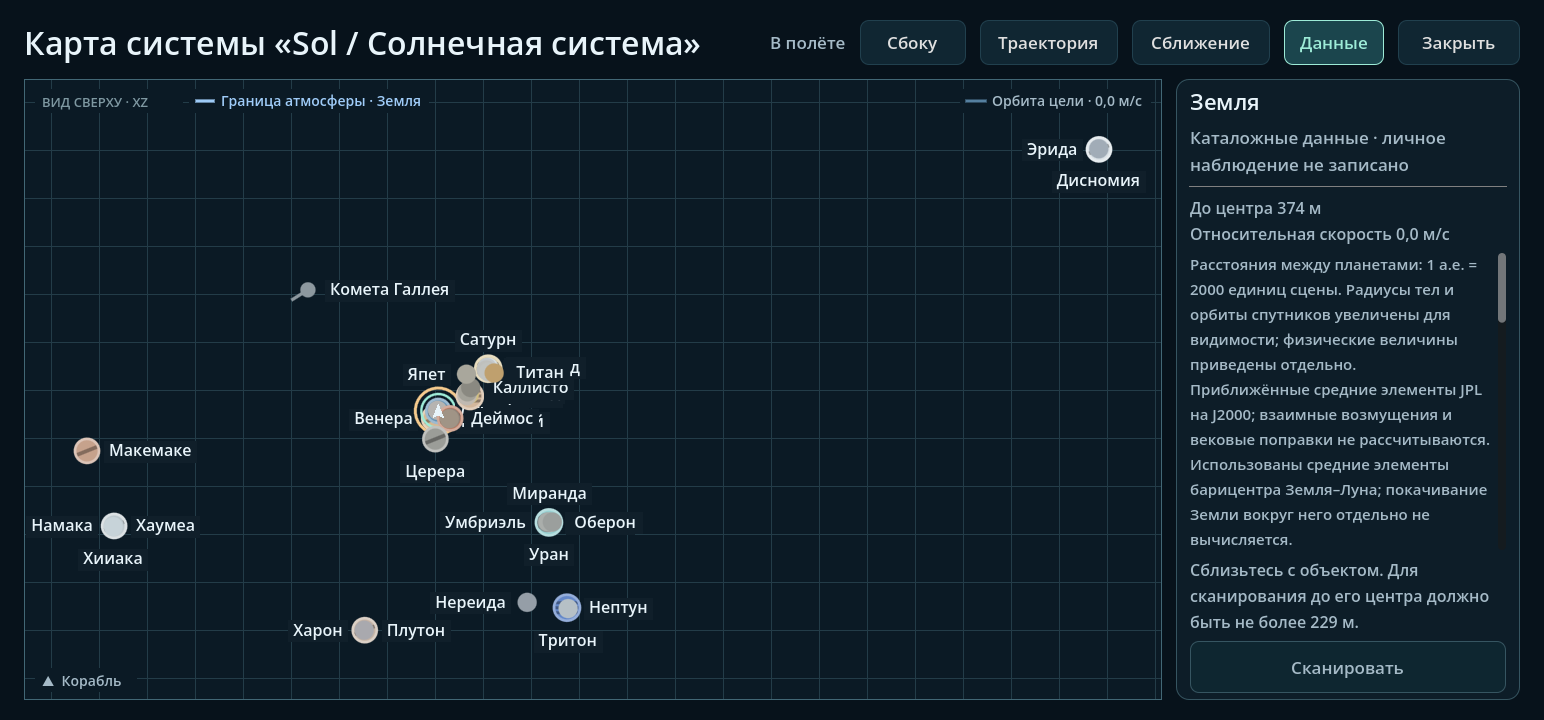 Карта системы «Sol / Солнечная система»
В полёте
Сбоку
Траектория
Сближение
Данные
Закрыть
ВИД СВЕРХУ · XZ
Граница атмосферы · Земля
Орбита цели · 0,0 м/с
Эрида
Дисномия
Комета Галлея
Сатурн
Япет
Титан
Каллисто
Венера
Деймос
Макемаке
Церера
Миранда
Намака
Хаумеа
Умбриэль
Оберон
Хииака
Уран
Нереида
Нептун
Харон
Плутон
Тритон
Корабль
Земля
Каталожные данные · личное
наблюдение не записано
До центра 374 м
Относительная скорость 0,0 м/с
Расстояния между планетами: 1 а.е. =
2000 единиц сцены. Радиусы тел и
орбиты спутников увеличены для
видимости; физические величины
приведены отдельно.
Приближённые средние элементы JPL
на J2000; взаимные возмущения и
вековые поправки не рассчитываются.
Использованы средние элементы
барицентра Земля–Луна; покачивание
Земли вокруг него отдельно не
вычисляется.
Сблизьтесь с объектом. Для
сканирования до его центра должно
быть не более 229 м.
Сканировать